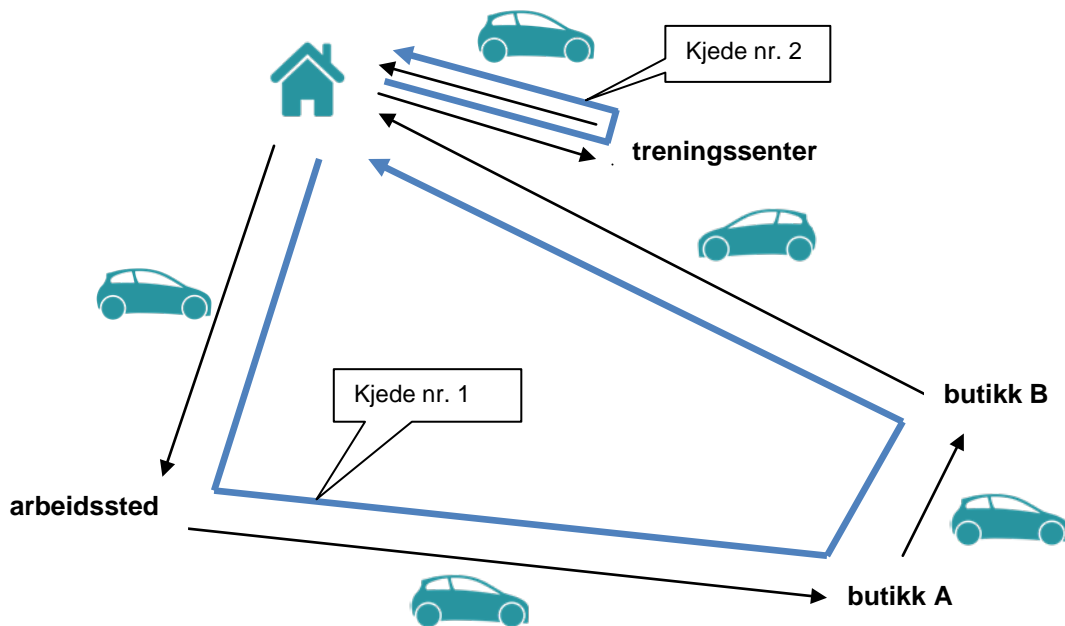 Kjede nr. 2
treningssenter
butikk B
Kjede nr. 1
arbeidssted
butikk A